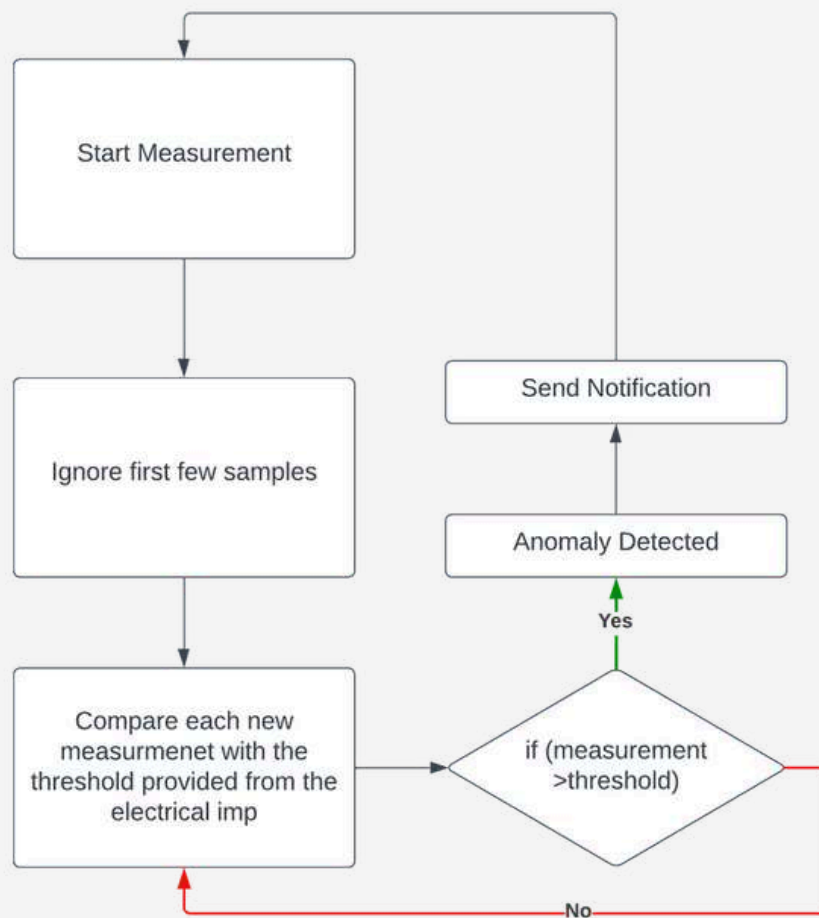 Start Measurement
Ignore first few samples
Compare each new
measurmenet with the
threshold provided from the
electrical imp
if (measurement
>threshold)
Yes
Anomaly Detected
Send Notification
No